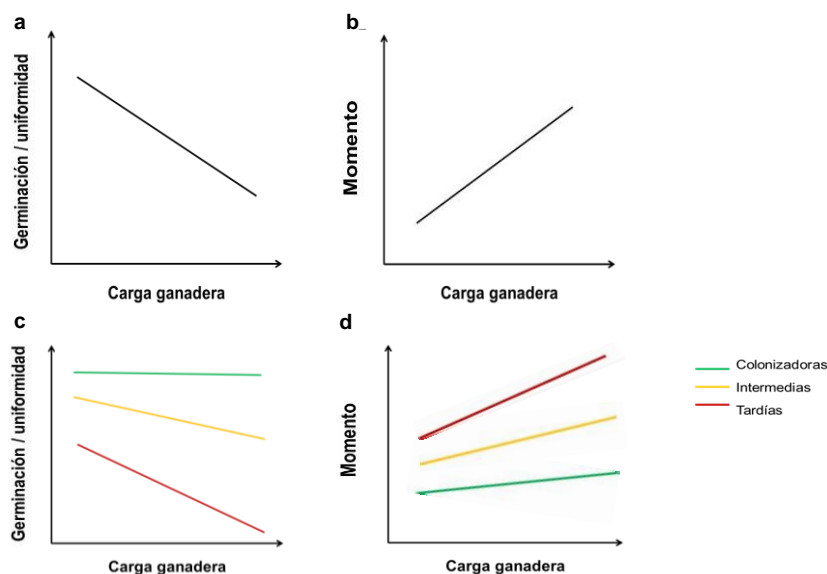 a
Germinación / uniformidad
Carga ganadera
b_
Momento
Carga ganadera
c
Germinación / uniformidad
Carga ganadera
d
Momento
Carga ganadera
Colonizadoras
Intermedias
Tardías